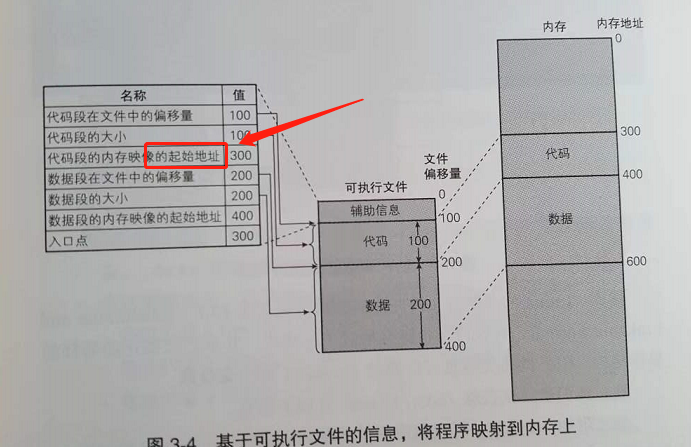 名称 值
代码段在文件中的偏移量 100
代码段的大小 100
代码段的内存映像的起始地址 300
数据段在文件中的偏移量 200
数据段的大小 200
数据段的内存映像的起始地址 400
入口点 300
可执行文件
文件
偏移量
0
辅助信息
100
代码 100
200
数据 200
400
内存 内存地址
0
300
代码
400
数据
600
图 3-4 基于可执行文件的信息，将程序映射到内存上